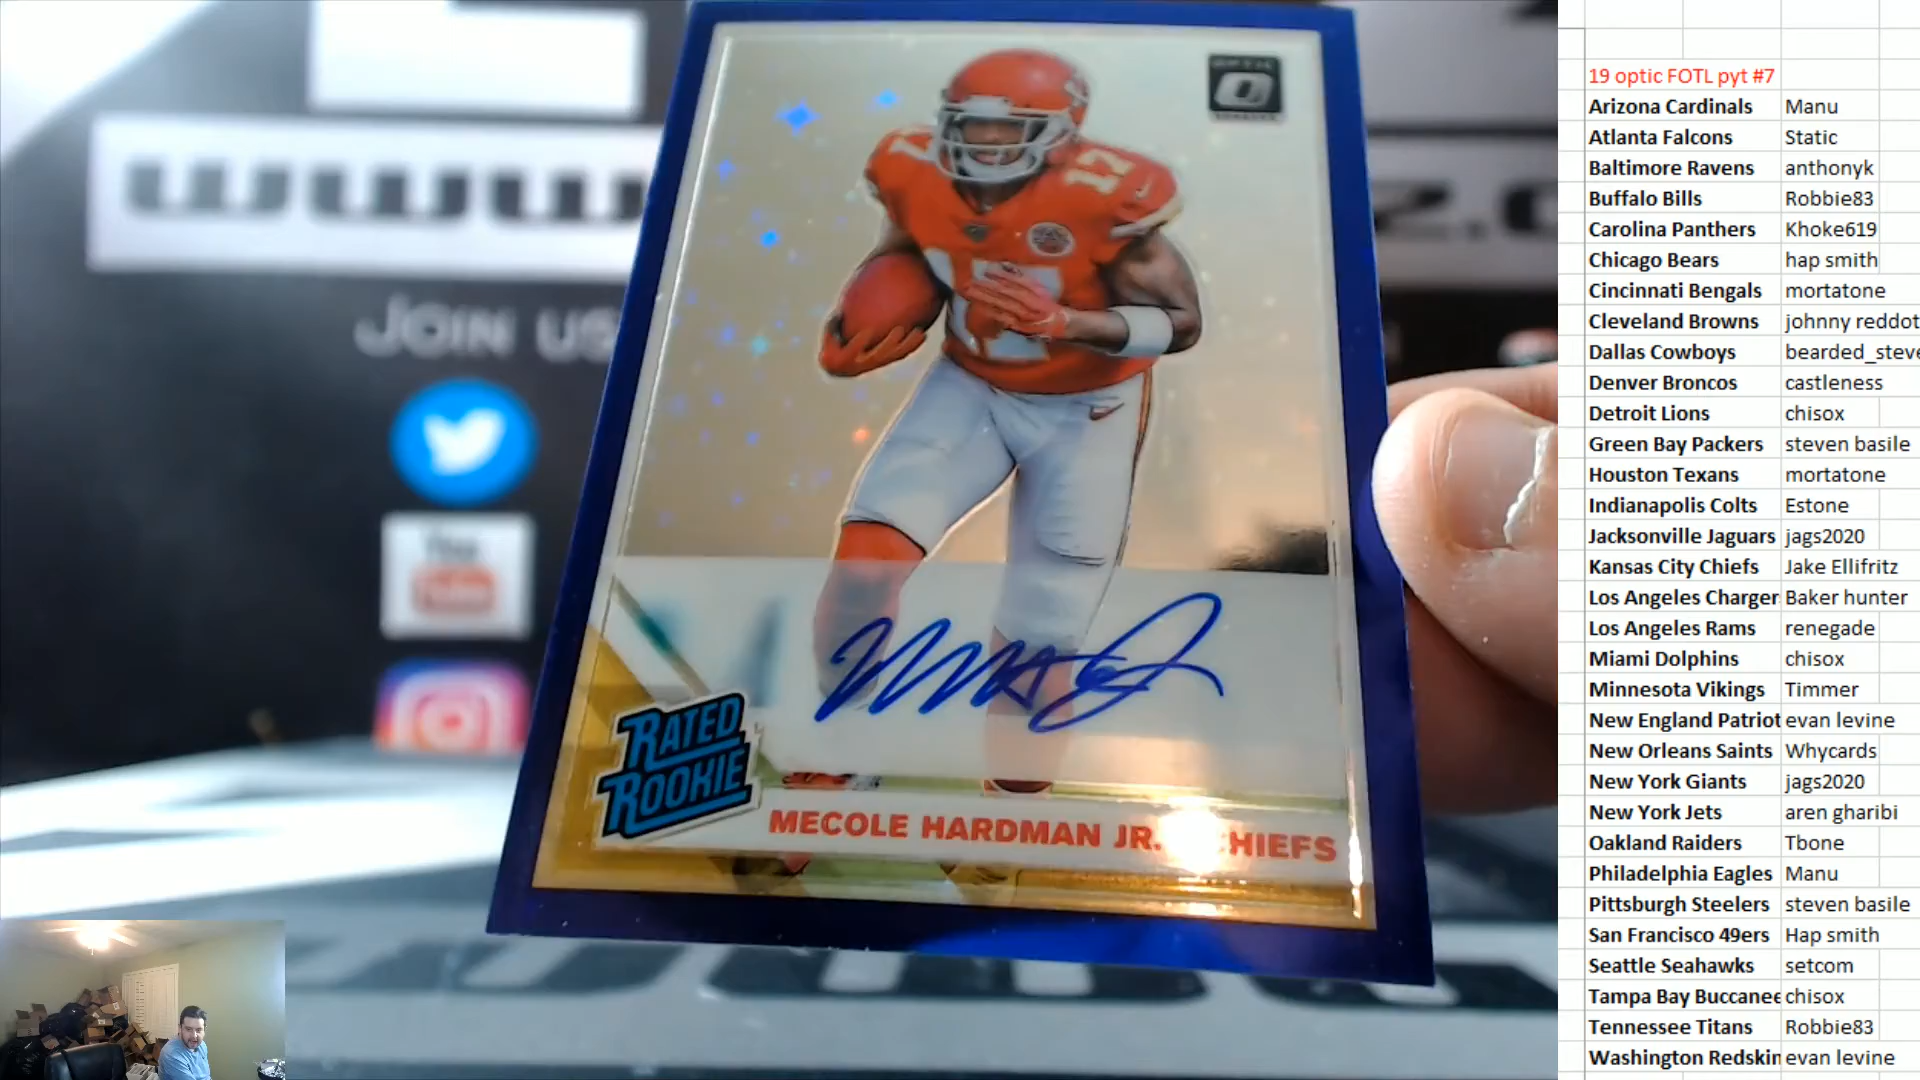 OPTIC
WWW
JOIN US
You
Tube
17
17
RATED
ROOKIE
MECOLE HARDMAN JR.
19 optic FOTL pyt #7
Arizona Cardinals Manu
Atlanta Falcons Static
Baltimore Ravens anthonyk
Buffalo Bills Robbie83
Carolina Panthers Khoke619
Chicago Bears hap smith
Cincinnati Bengals mortatone
Cleveland Browns johnny reddot
Dallas Cowboys bearded_steve
Denver Broncos castleness
Detroit Lions chisox
Green Bay Packers steven basile
Houston Texans mortatone
Indianapolis Colts Estone
Jacksonville Jaguars jags2020
Kansas City Chiefs Jake Ellifritz
Los Angeles Charger Baker hunter
Los Angeles Rams renegade
Miami Dolphins chisox
Minnesota Vikings Timmer
New England Patriot evan levine
New Orleans Saints Whycards
New York Giants jags2020
New York Jets aren gharibi
Oakland Raiders Tbone
Philadelphia Eagles Manu
Pittsburgh Steelers steven basile
San Francisco 49ers Hap smith
Seattle Seahawks setcom
Tampa Bay Buccanee chisox
Tennessee Titans Robbie83
Washington Redskin evan levine